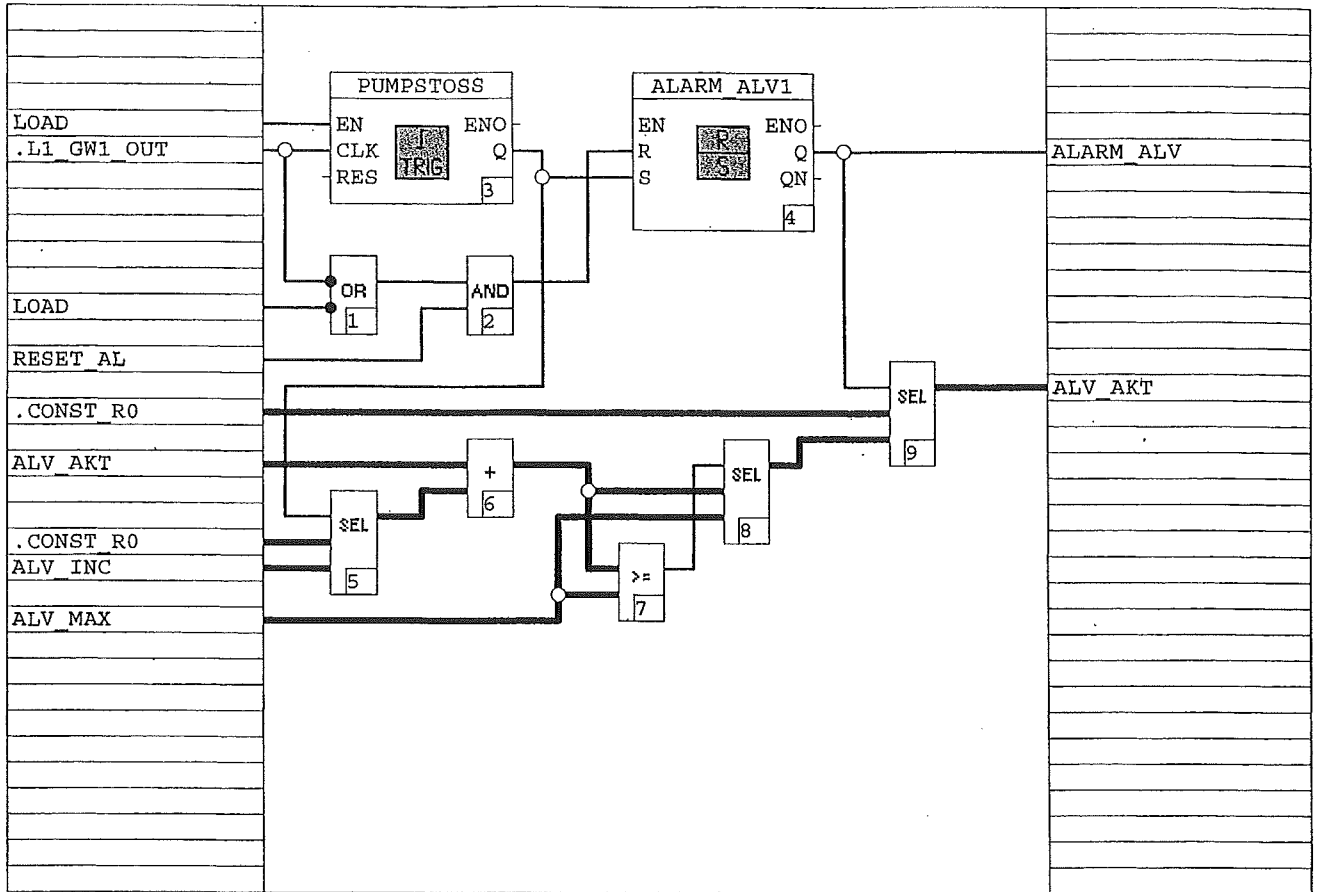 PUMPSTOSS
ALARM_ALV1
LOAD
EN
ENO
EN
ENO
.L1_GW1_OUT
CLK
TRIG
Q
R
R
Q
ALARM_ALV
RES
3
S
S
QN
4
OR
AND
LOAD
1
2
RESET_AL
ALV_AKT
SEL
.CONST_R0
9
ALV_AKT
+
SEL
6
SEL
8
.CONST_R0
ALV_INC
5
>=
7
ALV_MAX